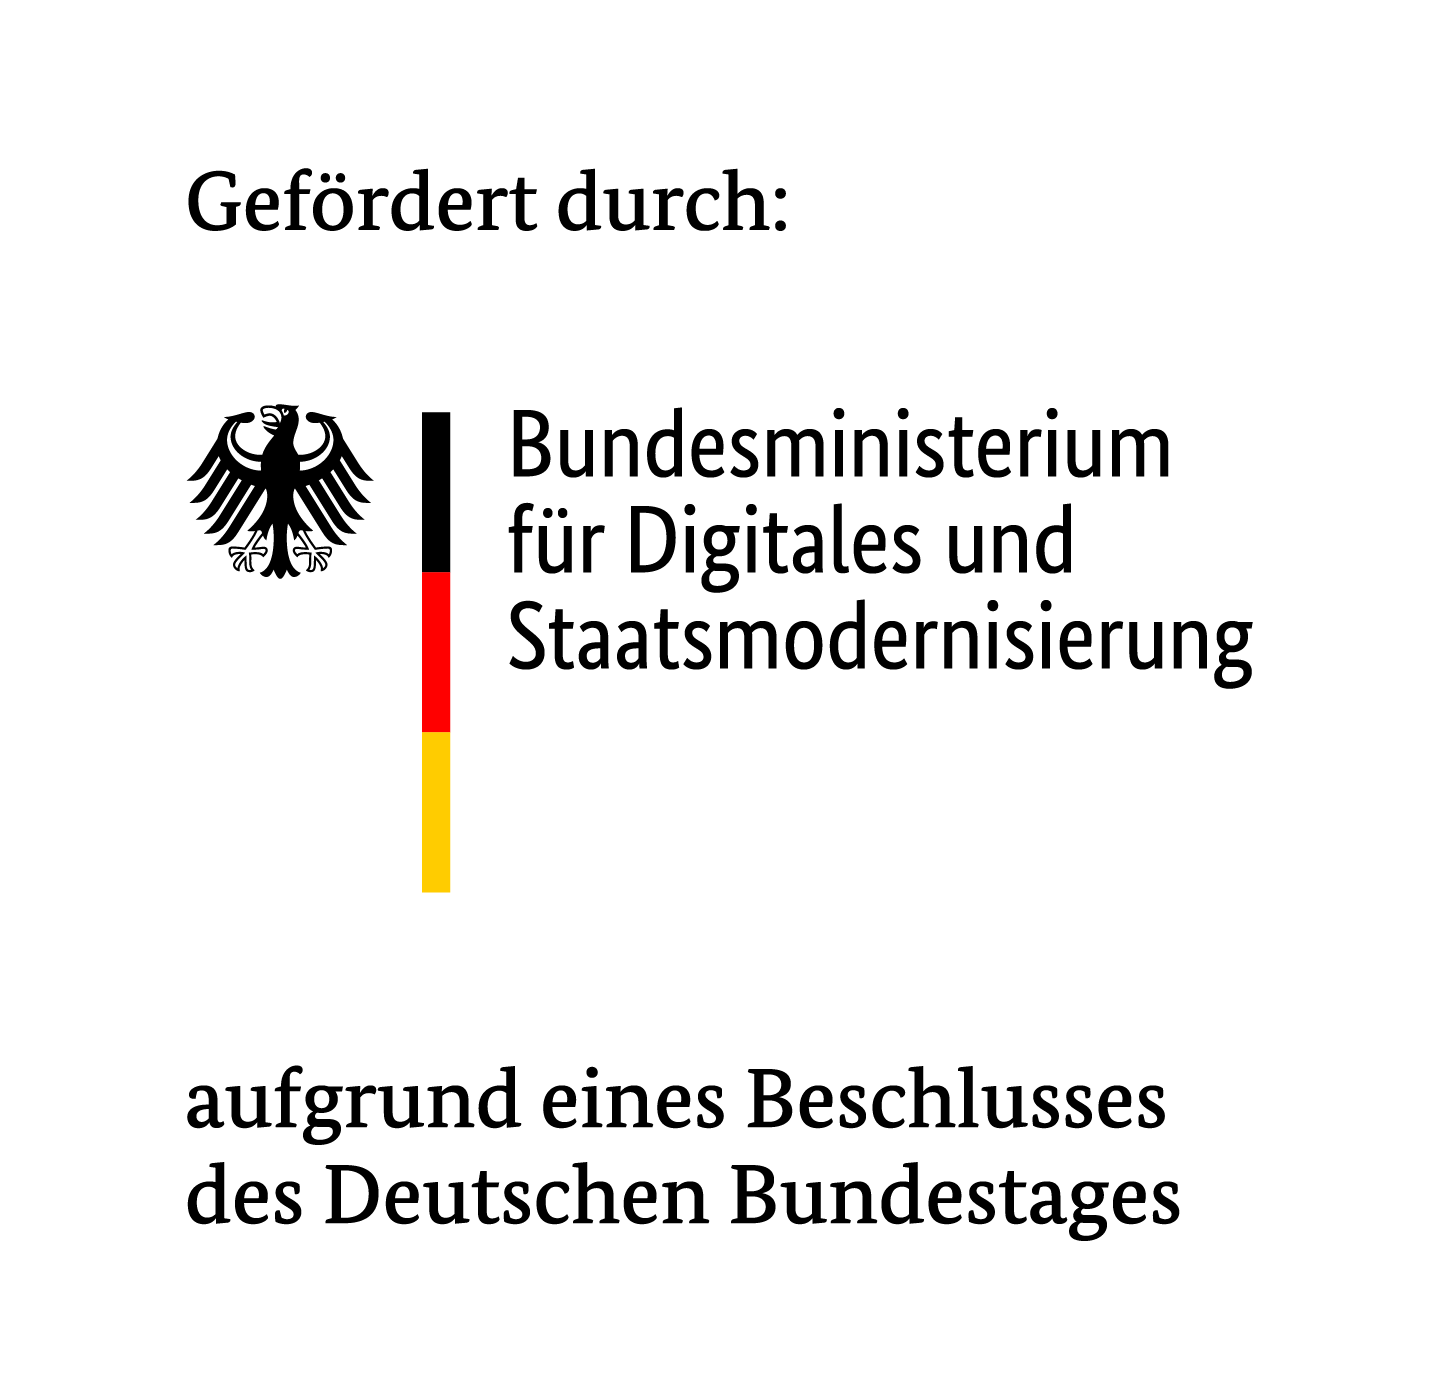 Gefördert durch:
Bundesministerium
für Digitales und
Staatsmodernisierung
aufgrund eines Beschlusses
des Deutschen Bundestages